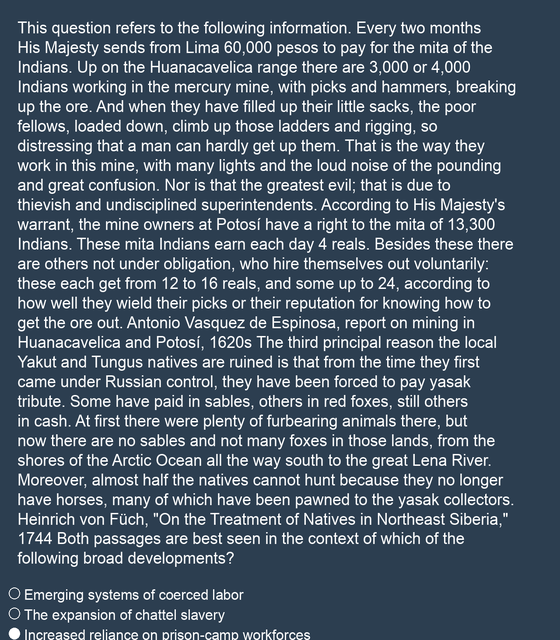 This question refers to the following information. Every two months
His Majesty sends from Lima 60,000 pesos to pay for the mita of the
Indians. Up on the Huanacavelica range there are 3,000 or 4,000
Indians working in the mercury mine, with picks and hammers, breaking
up the ore. And when they have filled up their little sacks, the poor
fellows, loaded down, climb up those ladders and rigging, so
distressing that a man can hardly get up them. That is the way they
work in this mine, with many lights and the loud noise of the pounding
and great confusion. Nor is that the greatest evil; that is due to
thievish and undisciplined superintendents. According to His Majesty's
warrant, the mine owners at Potosí have a right to the mita of 13,300
Indians. These mita Indians earn each day 4 reals. Besides these there
are others not under obligation, who hire themselves out voluntarily:
these each get from 12 to 16 reals, and some up to 24, according to
how well they wield their picks or their reputation for knowing how to
get the ore out. Antonio Vasquez de Espinosa, report on mining in
Huanacavelica and Potosí, 1620s The third principal reason the local
Yakut and Tungus natives are ruined is that from the time they first
came under Russian control, they have been forced to pay yasak
tribute. Some have paid in sables, others in red foxes, still others
in cash. At first there were plenty of furbearing animals there, but
now there are no sables and not many foxes in those lands, from the
shores of the Arctic Ocean all the way south to the great Lena River.
Moreover, almost half the natives cannot hunt because they no longer
have horses, many of which have been pawned to the yasak collectors.
Heinrich von Füch, "On the Treatment of Natives in Northeast Siberia,"
1744 Both passages are best seen in the context of which of the
following broad developments?
Emerging systems of coerced labor
The expansion of chattel slavery
Increased reliance on prison-camp workforces